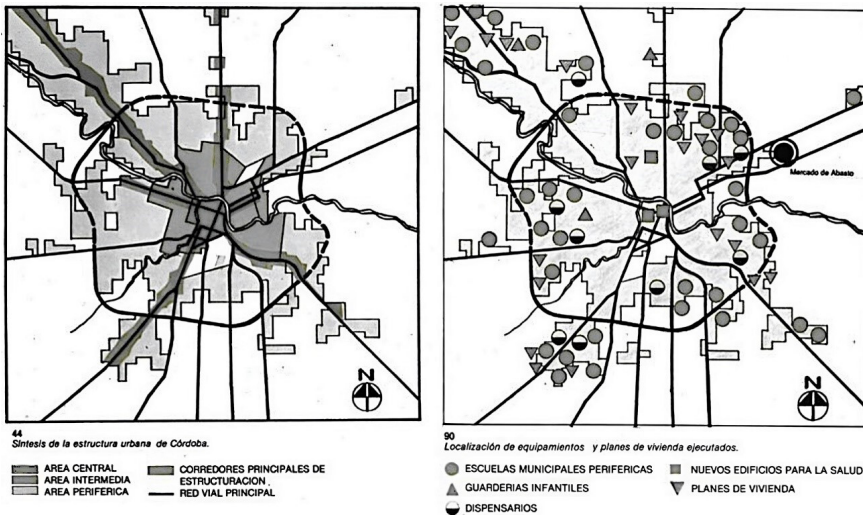 N
44
Síntesis de la estructura urbana de Córdoba.
AREA CENTRAL
AREA INTERMEDIA
AREA PERIFERICA
CORREDORES PRINCIPALES DE
ESTRUCTURACION
RED VIAL PRINCIPAL
Mercado de Abasto
N
90
Localización de equipamientos y planes de vivienda ejecutados.
ESCUELAS MUNICIPALES PERIFERICAS
GUARDERIAS INFANTILES
DISPENSARIOS
NUEVOS EDIFICIOS PARA LA SALUD
PLANES DE VIVIENDA